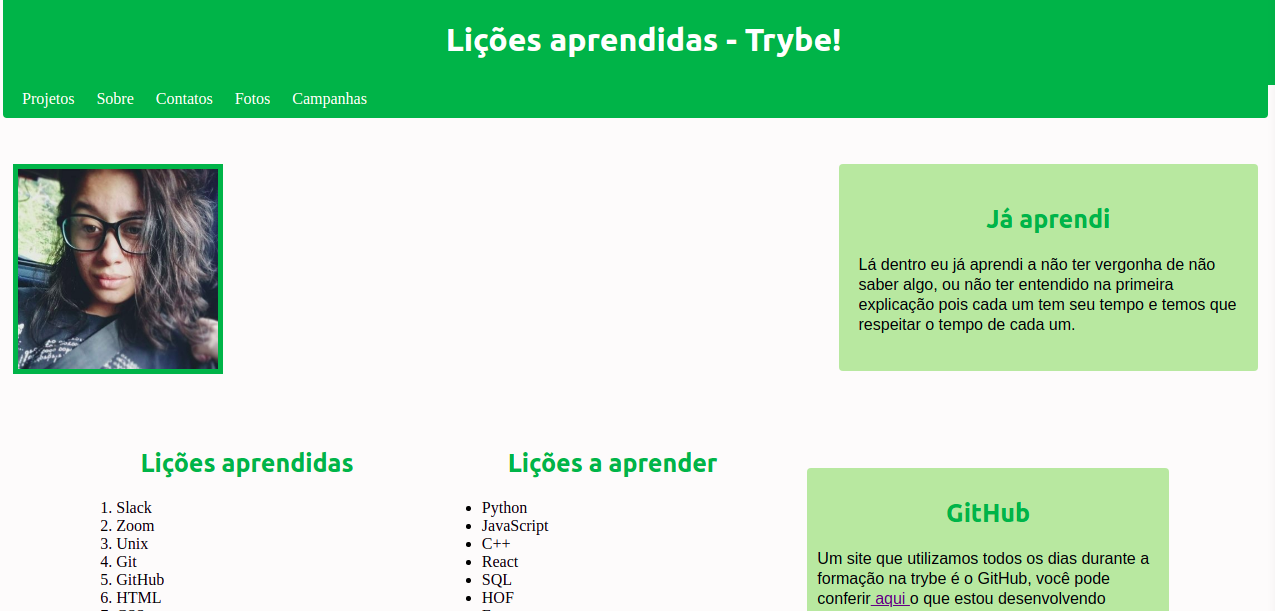 Lições aprendidas - Trybe!
Projetos Sobre Contatos Fotos Campanhas
Já aprendi
Lá dentro eu já aprendi a não ter vergonha de não
saber algo, ou não ter entendido na primeira
explicação pois cada um tem seu tempo e temos que
respeitar o tempo de cada um.
Lições aprendidas
1. Slack
2. Zoom
3. Unix
4. Git
5. GitHub
6. HTML
Lições a aprender
• Python
• JavaScript
• C++
• React
• SQL
• HOF
GitHub
Um site que utilizamos todos os dias durante a
formação na trybe é o GitHub, você pode
conferir aqui o que estou desenvolvendo